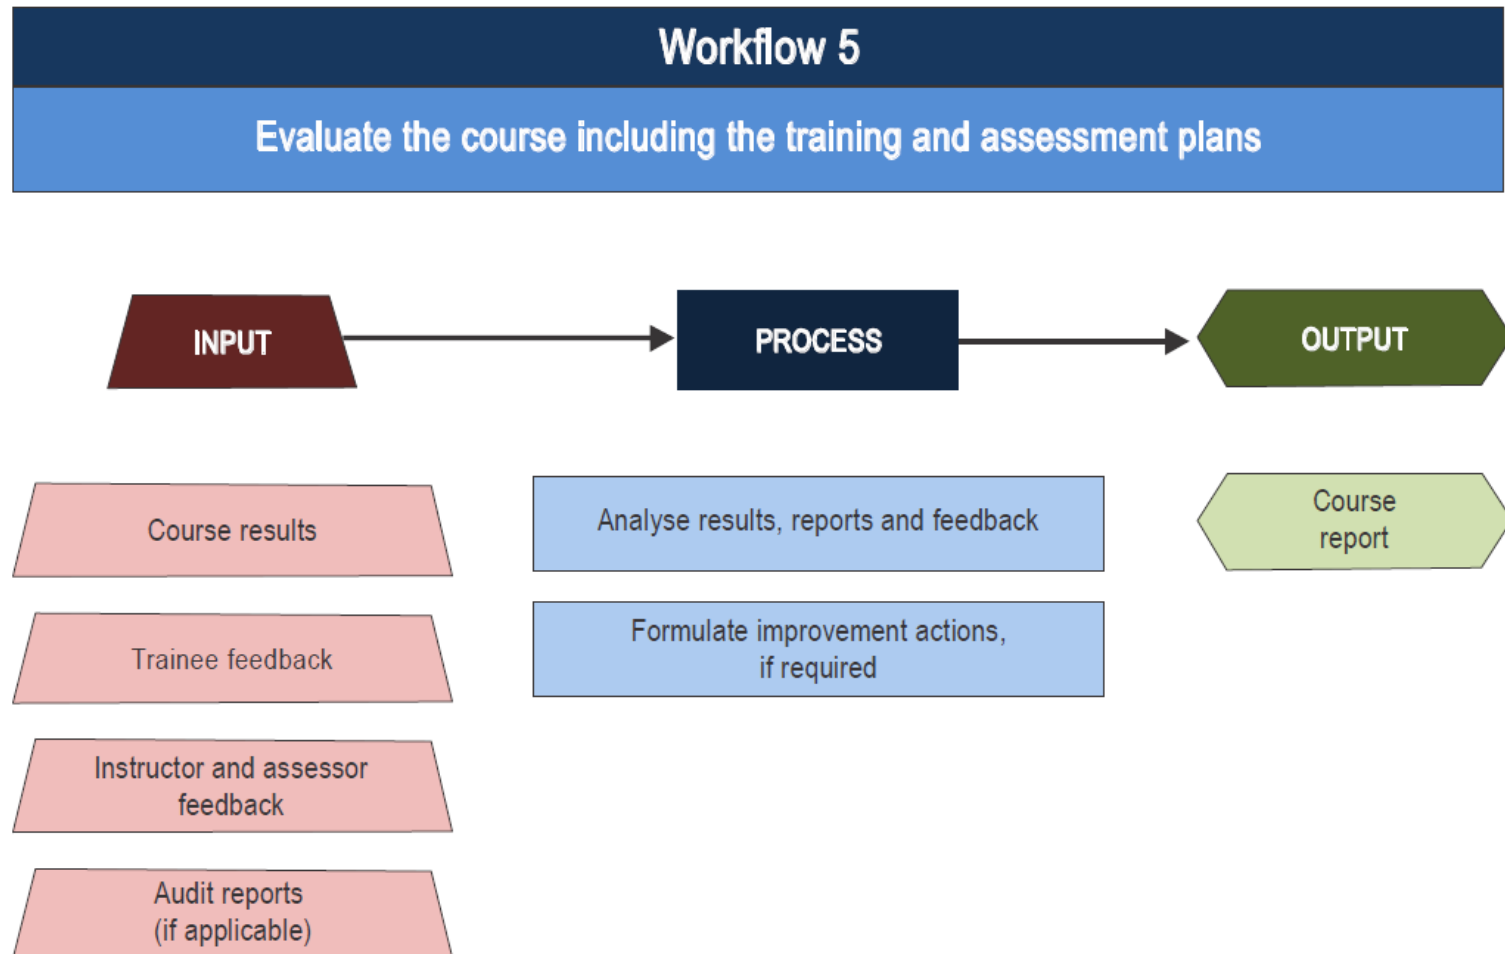 Workflow 5
Evaluate the course including the training and assessment plans
INPUT
PROCESS
OUTPUT
Course results
Trainee feedback
Instructor and assessor
feedback
Audit reports
(if applicable)
Analyse results, reports and feedback
Formulate improvement actions,
if required
Course
report